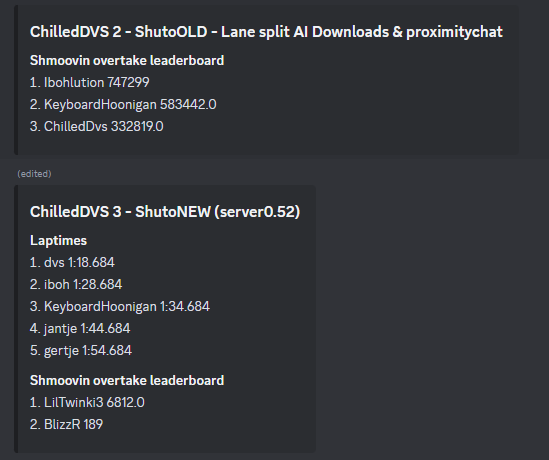 ChilledDVS 2 - ShutoOLD - Lane split AI Downloads & proximitychat
Shmoovin overtake leaderboard
1. Ibohlution 747299
2. KeyboardHoonigan 583442.0
3. ChilledDvs 332819.0
(edited)
ChilledDVS 3 - ShutoNEW (server0.52)
Laptimes
1. dvs 1:18.684
2. iboh 1:28.684
3. KeyboardHoonigan 1:34.684
4. jantje 1:44.684
5. gertje 1:54.684
Shmoovin overtake leaderboard
1. LilTwinki3 6812.0
2. BlizzR 189